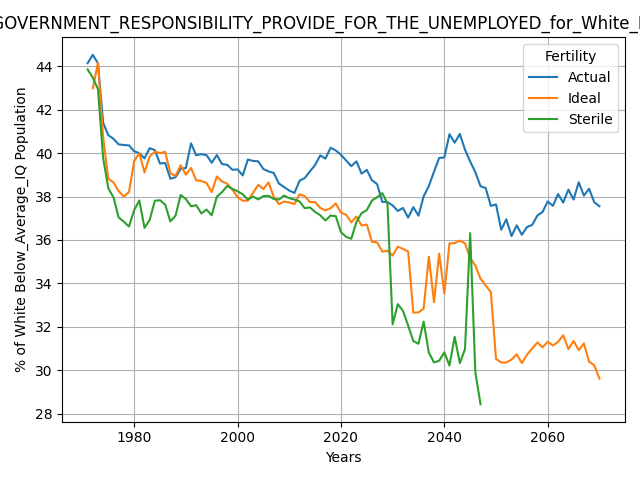 GOVERNMENT_RESPONSIBILITY_PROVIDE_FOR_THE_UNEMPLOYED_for_White_
Fertility
Actual
Ideal
Sterile
% of White Below_Average_IQ Population
44
42
40
38
36
34
32
30
28
1980
2000
2020
2040
2060
Years